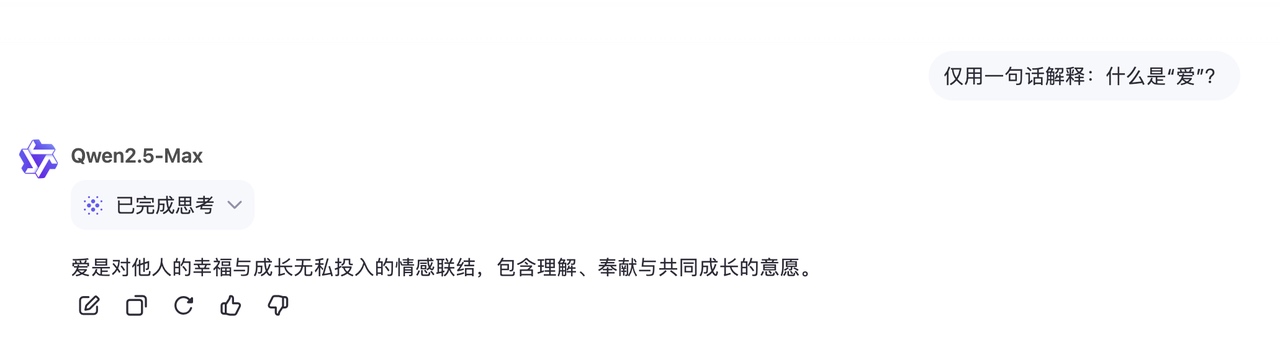 仅用一句话解释：什么是“爱”？
Qwen2.5-Max
已完成思考
爱是对他人的幸福与成长无私投入的情感联结，包含理解、奉献与共同成长的意愿。